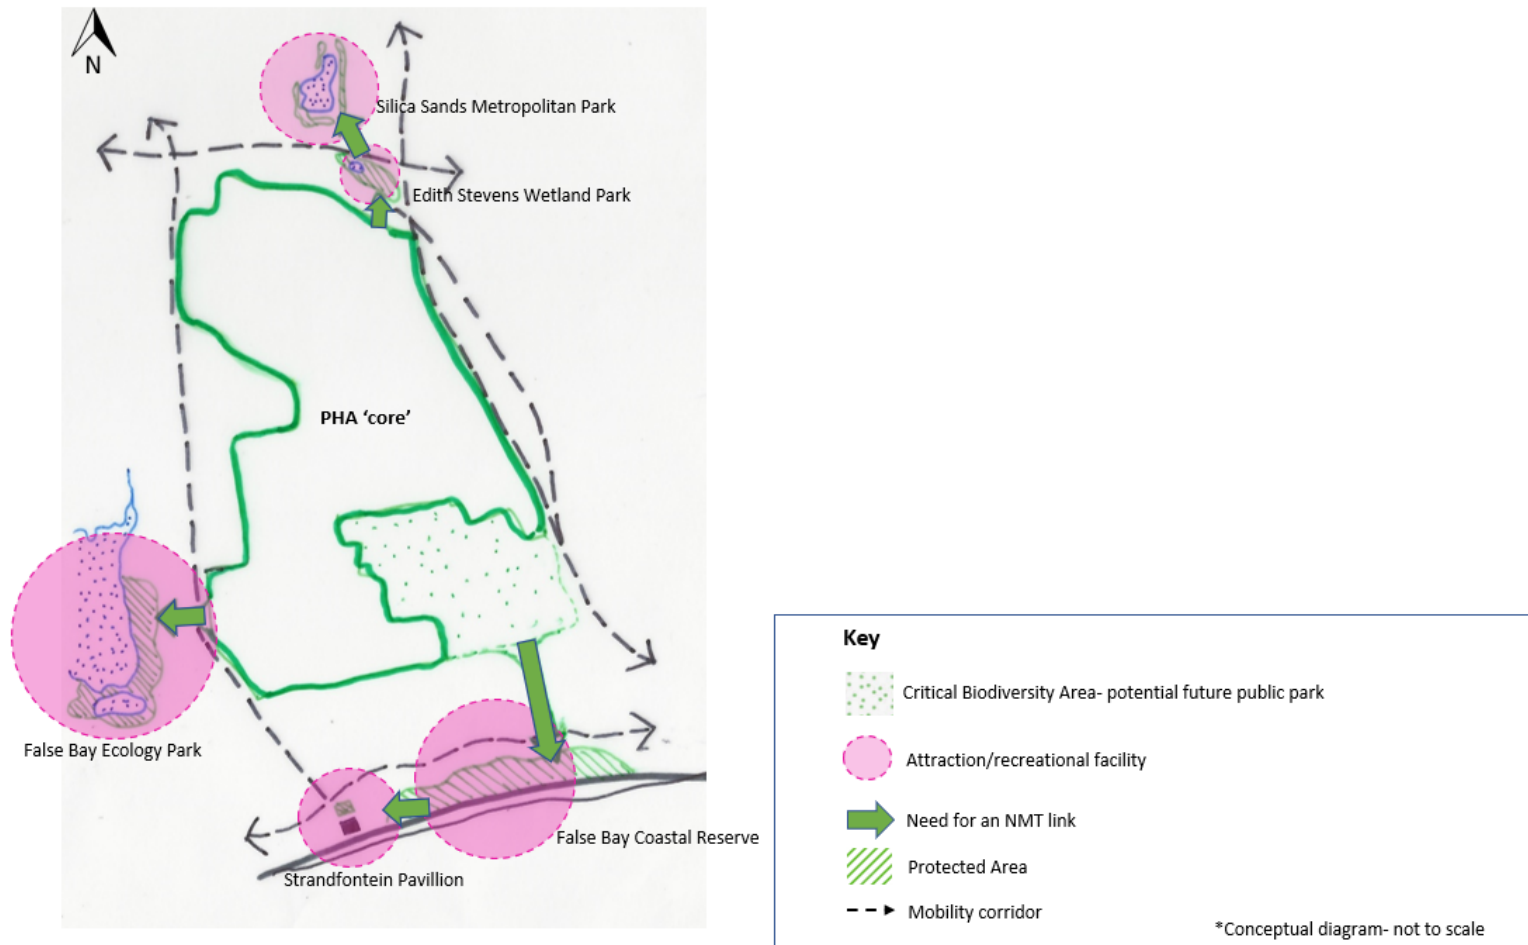 N
Silica Sands Metropolitan Park
Edith Stevens Wetland Park
PHA ‘core’
False Bay Ecology Park
False Bay Coastal Reserve
Strandfontein Pavillion
Key
Critical Biodiversity Area- potential future public park
Attraction/recreational facility
Need for an NMT link
Protected Area
Mobility corridor
*Conceptual diagram- not to scale